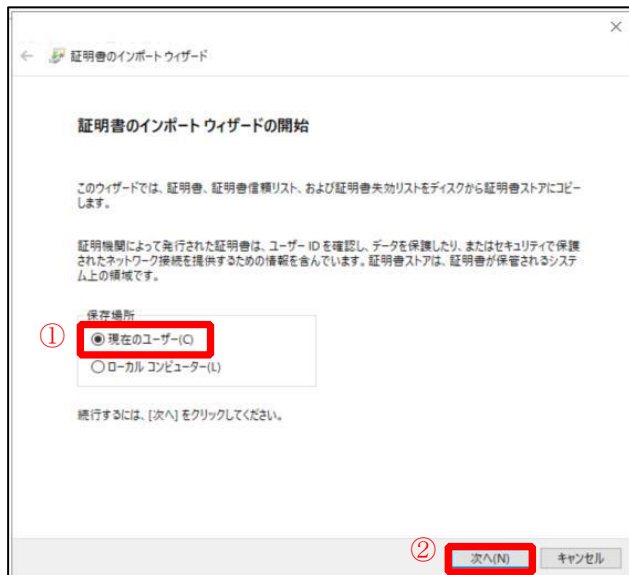 証明書のインポート ウィザード
証明書のインポート ウィザードの開始
このウィザードでは、証明書、証明書信頼リスト、および証明書失効リストをディスクから証明書ストアにコピー
します。
証明機関によって発行された証明書は、ユーザー ID を確認し、データを保護したり、またはセキュリティで保護
されたネットワーク接続を提供するための情報を含んでいます。証明書ストアは、証明書が保管されるシステ
ム上の領域です。
保存場所
① 現在のユーザー(C)
ローカル コンピューター(L)
続行するには、[次へ] をクリックしてください。
② 次へ(N) キャンセル